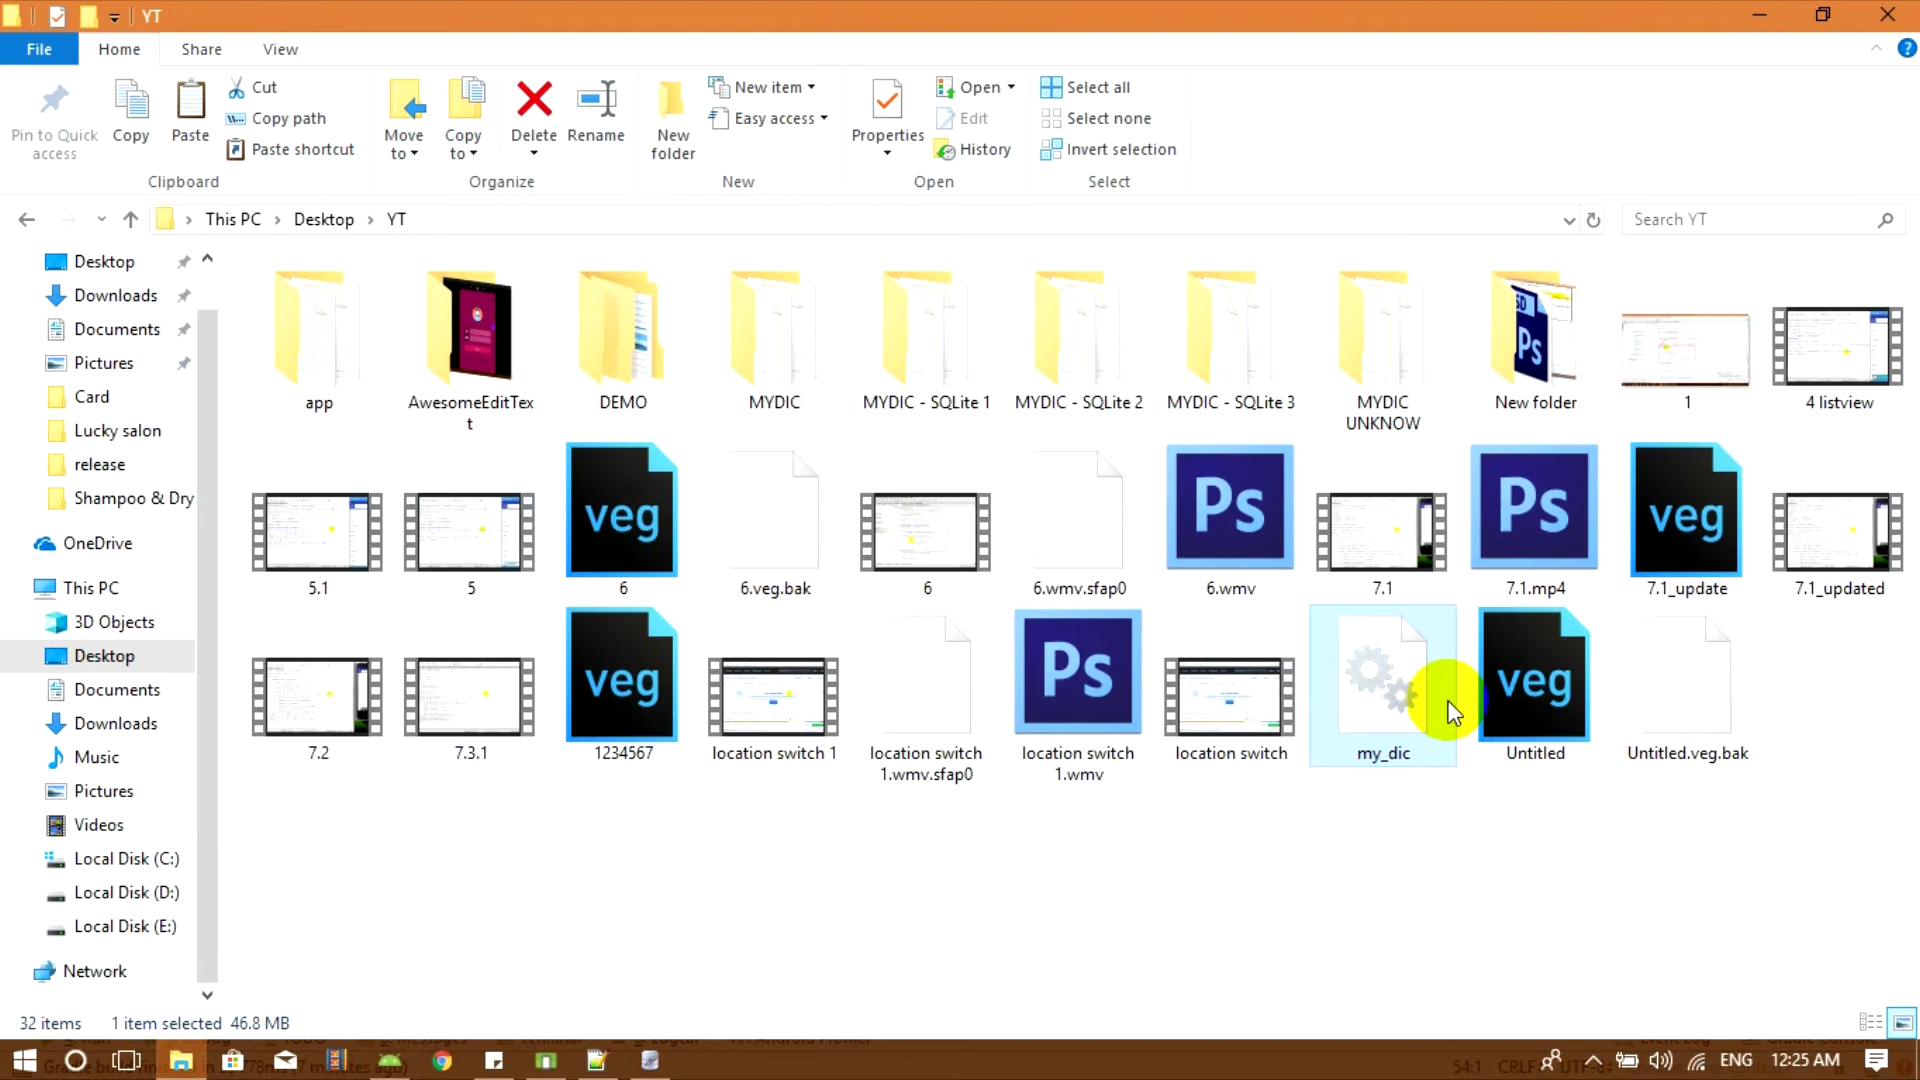 YT
File Home Share View
Pin to Quick access
Copy
Paste
Cut
Copy path
Paste shortcut
Clipboard
Move to
Copy to
Delete
Rename
Organize
New folder
New item
Easy access
New
Properties
Open
Edit
History
Open
Select all
Select none
Invert selection
Select
This PC Desktop YT
Search YT
Desktop
Downloads
Documents
Pictures
Card
Lucky salon
release
Shampoo & Dry
OneDrive
This PC
3D Objects
Desktop
Documents
Downloads
Music
Pictures
Videos
Local Disk (C:)
Local Disk (D:)
Local Disk (E:)
Network
app
AwesomeEditTex
t
DEMO
MYDIC
MYDIC - SQLite 1
MYDIC - SQLite 2
MYDIC - SQLite 3
MYDIC
UNKNOW
SD
Ps
New folder
1
4 listview
5.1
5
veg
6
6.veg.bak
6
6.wmv.sfap0
Ps
6.wmv
7.1
Ps
7.1.mp4
veg
7.1_update
7.1_updated
7.2
7.3.1
veg
1234567
location switch 1
location switch
1.wmv.sfap0
Ps
location switch
1.wmv
location switch
my_dic
veg
Untitled
Untitled.veg.bak
32 items 1 item selected 46.8 MB
ENG 12:25 AM